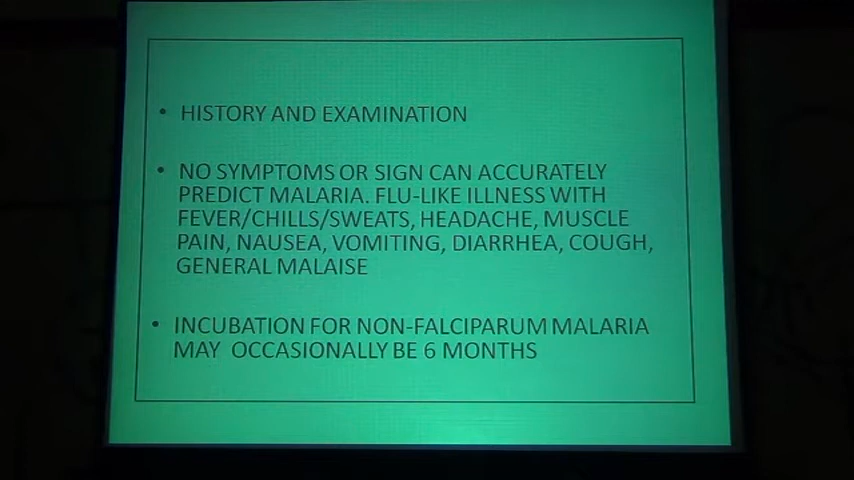 • HISTORY AND EXAMINATION
• NO SYMPTOMS OR SIGN CAN ACCURATELY
PREDICT MALARIA. FLU-LIKE ILLNESS WITH
FEVER/CHILLS/SWEATS, HEADACHE, MUSCLE
PAIN, NAUSEA, VOMITING, DIARRHEA, COUGH,
GENERAL MALAISE
• INCUBATION FOR NON-FALCIPARUM MALARIA
MAY OCCASIONALLY BE 6 MONTHS